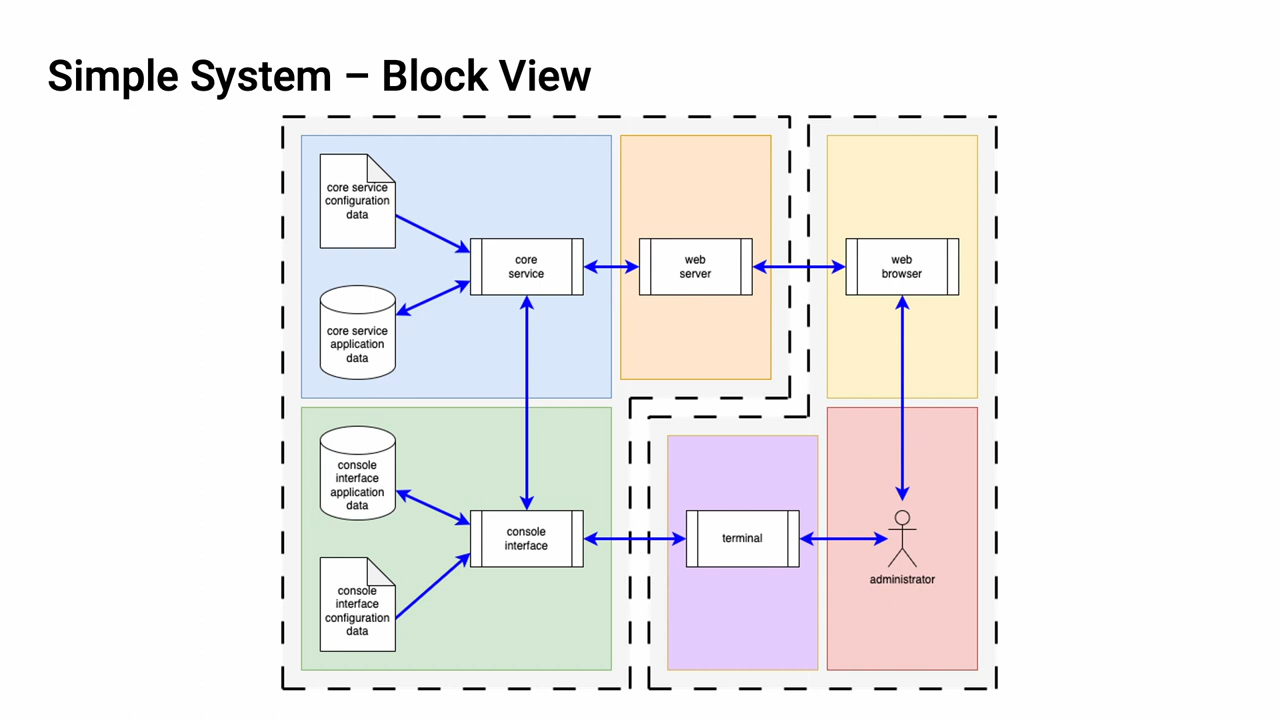 Simple System – Block View
core service
configuration
data
core
service
web
server
web
browser
core service
application
data
console
interface
application
data
console
interface
terminal
administrator
console
interface
configuration
data